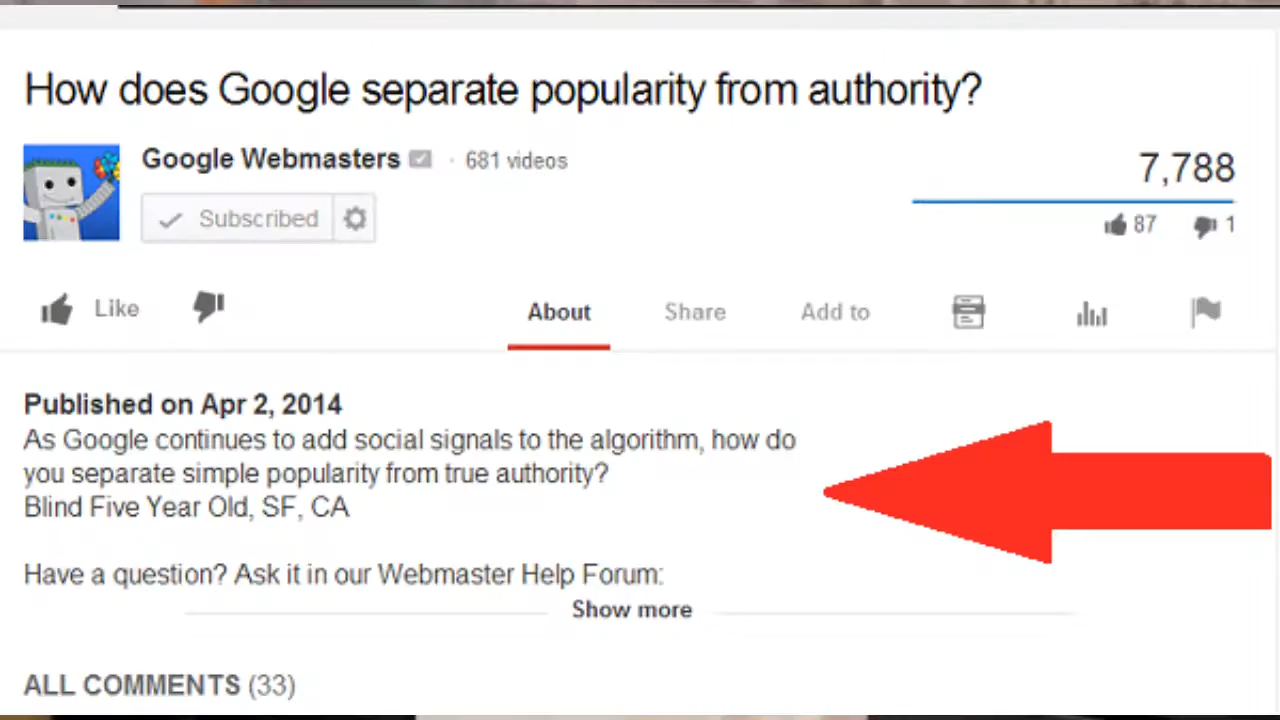 How does Google separate popularity from authority?
Google Webmasters · 681 videos
7,788
Subscribed
87 1
Like
About Share Add to
Published on Apr 2, 2014
As Google continues to add social signals to the algorithm, how do
you separate simple popularity from true authority?
Blind Five Year Old, SF, CA
Have a question? Ask it in our Webmaster Help Forum:
Show more
ALL COMMENTS (33)